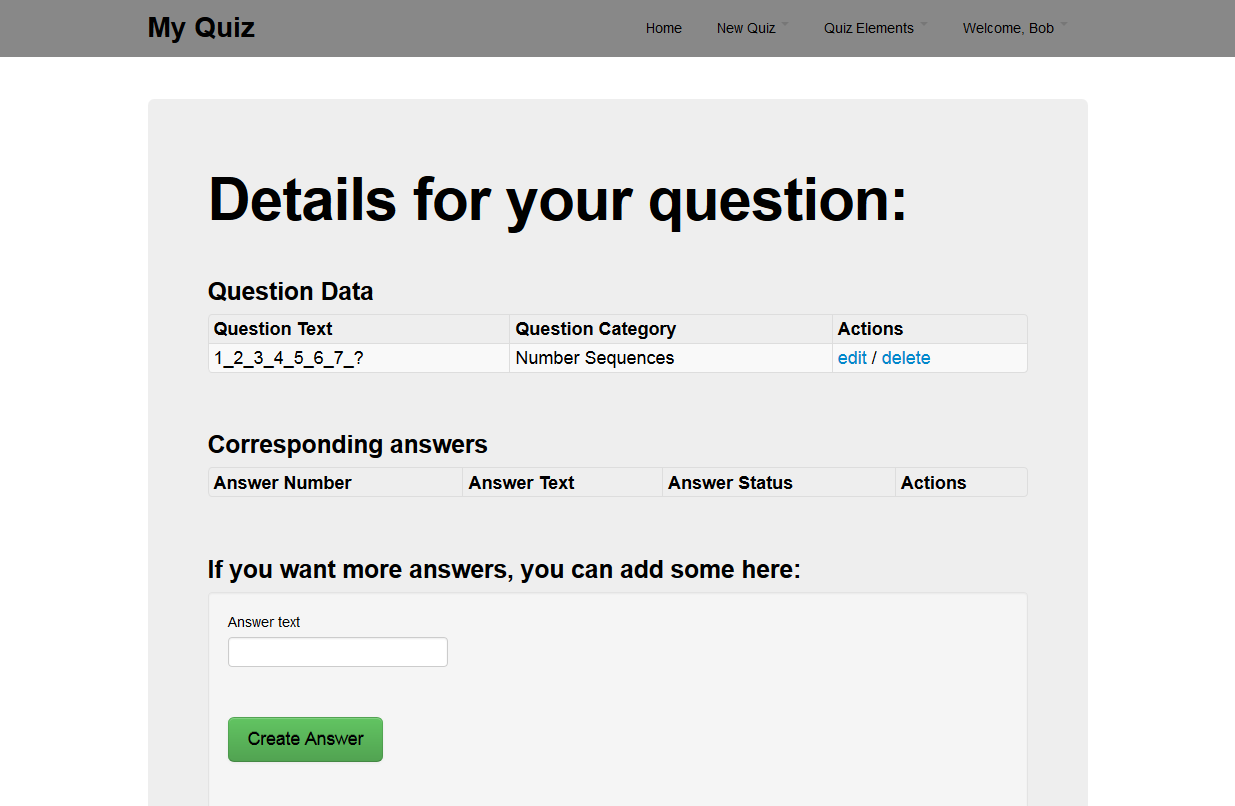 My Quiz Home New Quiz Quiz Elements Welcome, Bob
Details for your question:
Question Data
Question Text Question Category Actions
1_2_3_4_5_6_7_? Number Sequences edit / delete
Corresponding answers
Answer Number Answer Text Answer Status Actions
If you want more answers, you can add some here:
Answer text
Create Answer